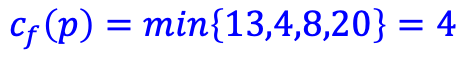 c_f(p) = min{13,4,8,20} = 4